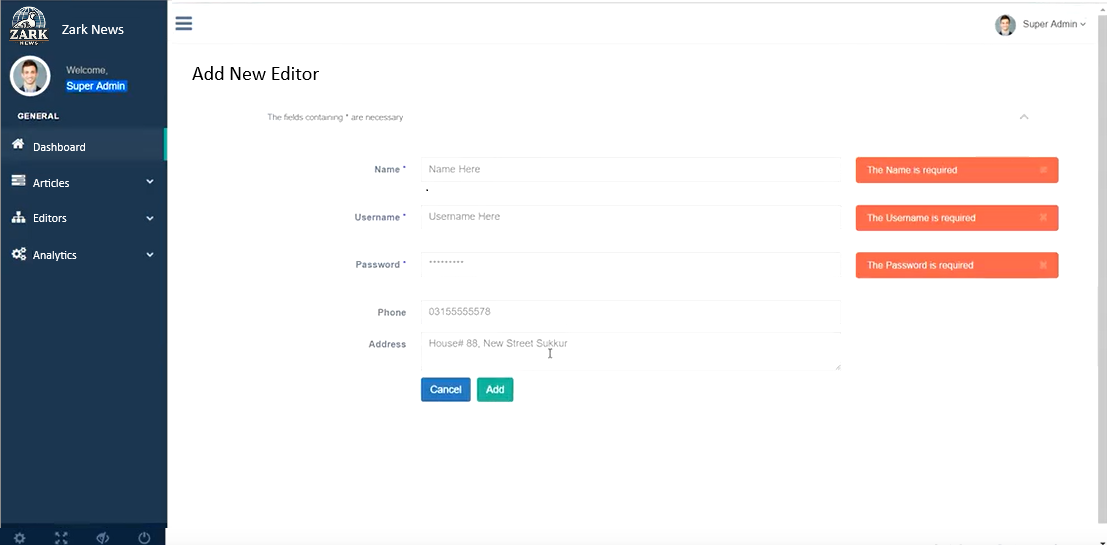 ZARK
NEWS
Zark News
Super Admin
Welcome,
Super Admin
GENERAL
Dashboard
Articles
Editors
Analytics
Add New Editor
The fields containing * are necessary
Name * Name Here The Name is required
Username * Username Here The Username is required
Password * ********* The Password is required
Phone 03155555578
Address House# 88, New Street Sukkur
Cancel Add